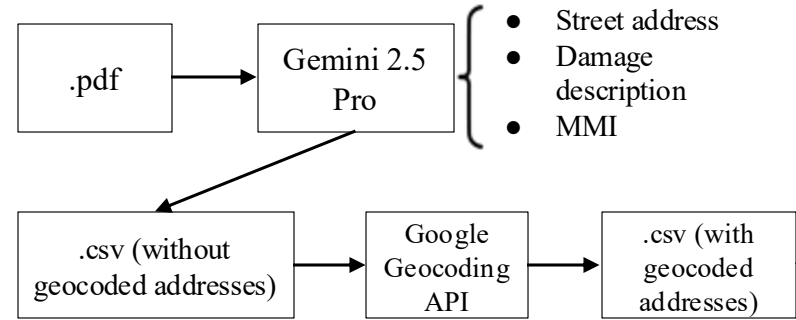 .pdf
Gemini 2.5
Pro
● Street address
● Damage
description
● MMI
.csv (without
geocoded addresses)
Google
Geocoding
API
.csv (with
geocoded
addresses)